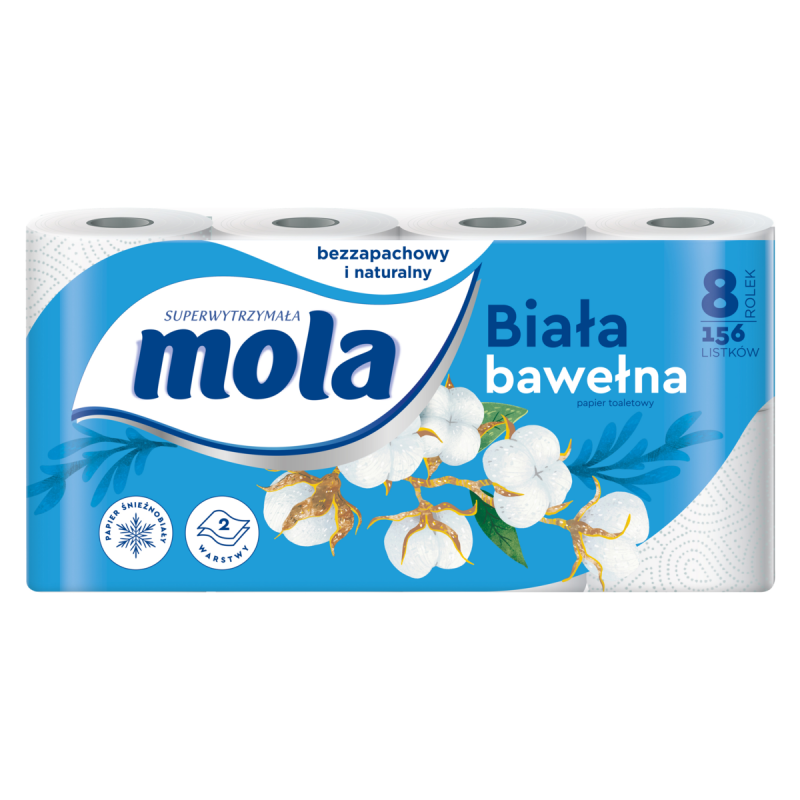 bezzapachowy
i naturalny
SUPERWYTRZYMAŁA
mola
Biała
bawełna
papier toaletowy
8 ROLEK
156
LISTKÓW
PAPIER ŚNIEŻNOBIAŁY
2
WARSTWY